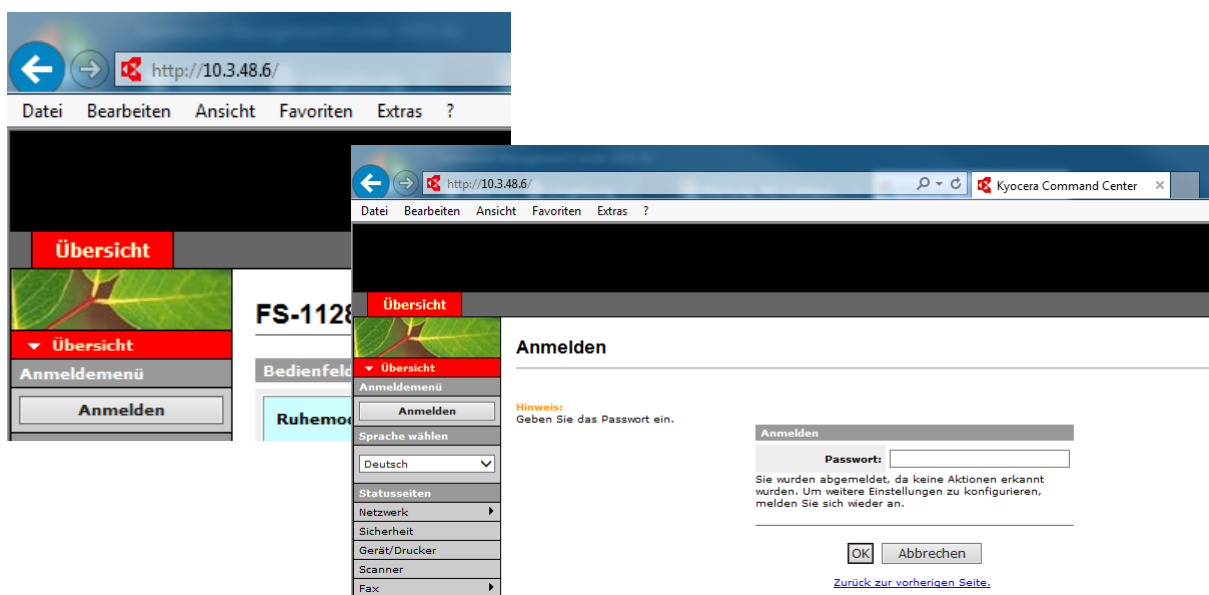 http://10.3.48.6/
Datei Bearbeiten Ansicht Favoriten Extras ?
Übersicht
FS-1128
Übersicht
Anmeldemenü
Bedienfeld
Anmelden
Ruhemod
http://10.3.48.6/
Kyocera Command Center
Datei Bearbeiten Ansicht Favoriten Extras ?
Übersicht
Anmelden
Übersicht
Anmeldemenü
Anmelden
Sprache wählen
Deutsch
Statusseiten
Netzwerk
Sicherheit
Gerät/Drucker
Scanner
Fax
Hinweis:
Geben Sie das Passwort ein.
Anmelden
Passwort:
Sie wurden abgemeldet, da keine Aktionen erkannt
wurden. Um weitere Einstellungen zu konfigurieren,
melden Sie sich wieder an.
OK Abbrechen
Zurück zur vorherigen Seite.